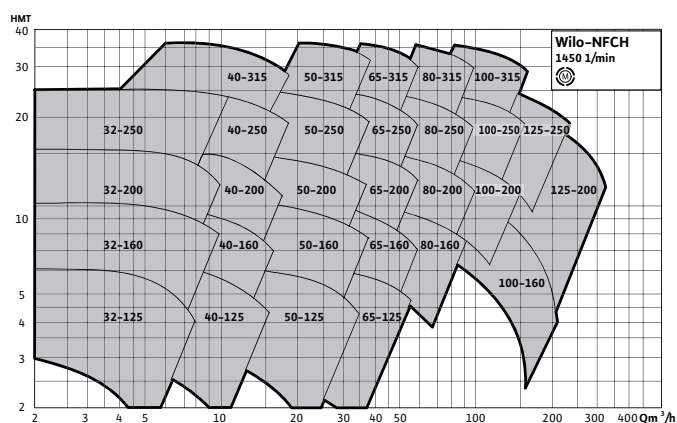 HMT
40
30
20
10
5
4
3
2
Wilo-NFCH
1450 1/min
M
40-315 50-315 65-315 80-315 100-315
32-250 40-250 50-250 65-250 80-250 100-250 125-250
32-200 40-200 50-200 65-200 80-200 100-200 125-200
32-160 40-160 50-160 65-160 80-160
100-160
32-125 40-125 50-125 65-125
2 3 4 5 10 20 30 40 50 100 200 300 400 Qm³/h